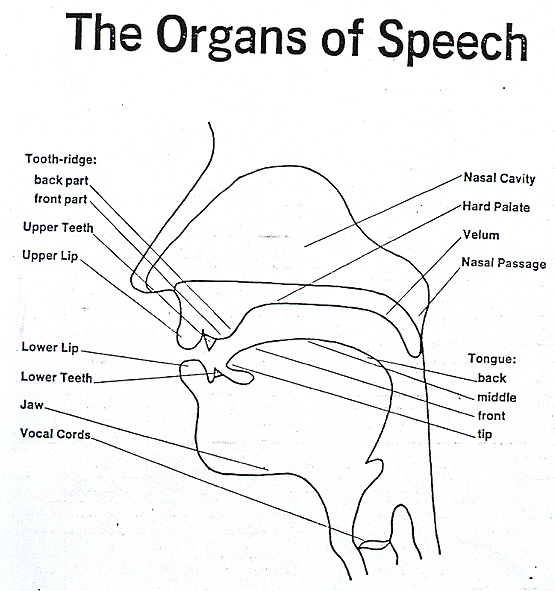 The Organs of Speech
Tooth-ridge:
back part
front part
Upper Teeth
Upper Lip
Lower Lip
Lower Teeth
Jaw
Vocal Cords
Nasal Cavity
Hard Palate
Velum
Nasal Passage
Tongue:
back
middle
front
tip